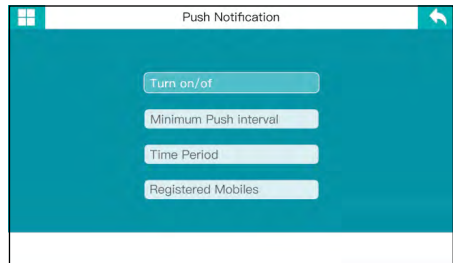 Push Notification
Turn on/of
Minimum Push interval
Time Period
Registered Mobiles